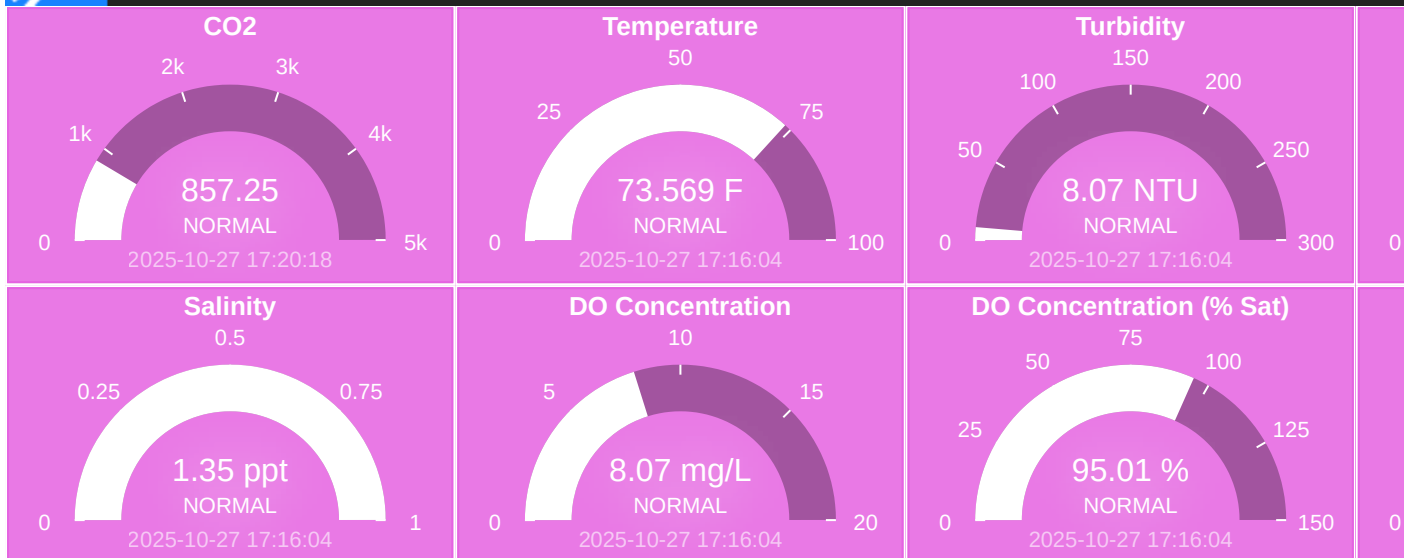 CO2
0
1k
2k
3k
4k
5k
857.25
NORMAL
2025-10-27 17:20:18
Temperature
0
25
50
75
100
73.569 F
NORMAL
2025-10-27 17:16:04
Turbidity
0
50
100
150
200
250
300
8.07 NTU
NORMAL
2025-10-27 17:16:04
0
Salinity
0
0.25
0.5
0.75
1
1.35 ppt
NORMAL
2025-10-27 17:16:04
DO Concentration
0
5
10
15
20
8.07 mg/L
NORMAL
2025-10-27 17:16:04
DO Concentration (% Sat)
0
25
50
75
100
125
150
95.01 %
NORMAL
2025-10-27 17:16:04
0